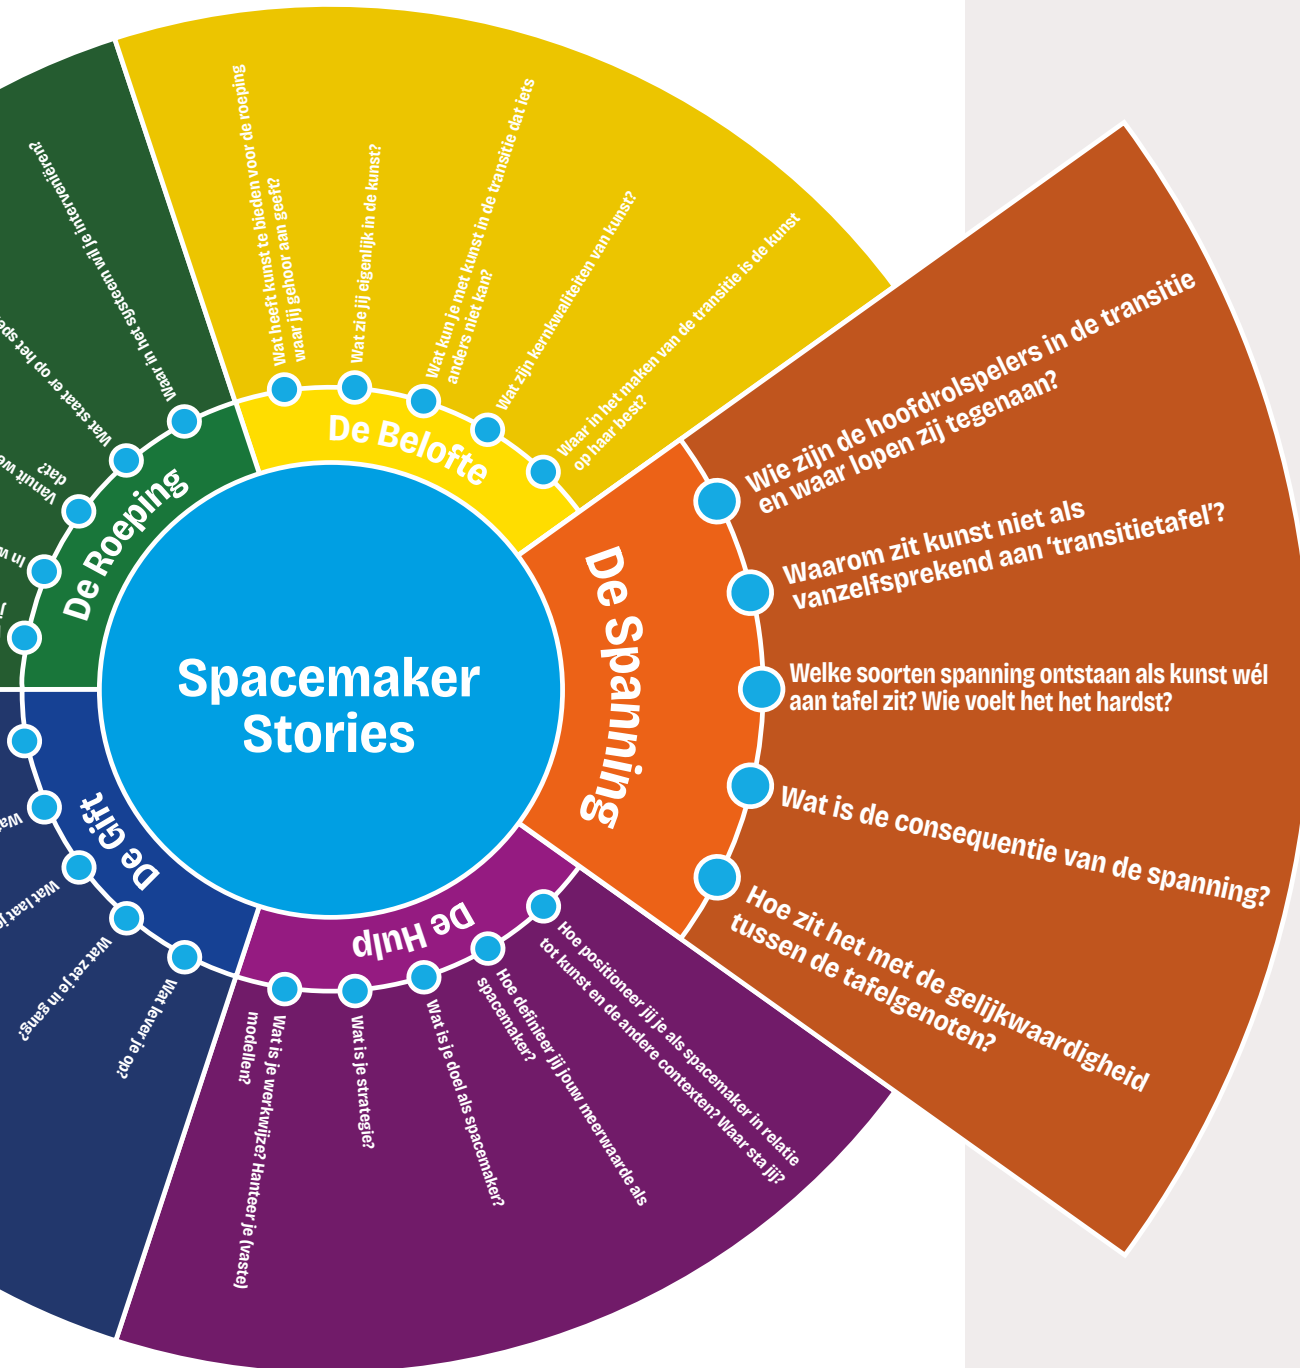 Spacemaker
Stories
De Roeping
Waar in het systeem wil je interveniëren?
Wat staat er op het spel
Vanuit we
dat?
In w
De Belofte
Wat heeft kunst te bieden voor de roeping
waar jij gehoor aan geeft?
Wat zie jij eigenlijk in de kunst?
Wat kun je met kunst in de transitie dat iets
anders niet kan?
Wat zijn kernkwaliteiten van kunst?
Waar in het maken van de transitie is de kunst
op haar best?
De Spanning
Wie zijn de hoofdrolspelers in de transitie
en waar lopen zij tegenaan?
Waarom zit kunst niet als
vanzelfsprekend aan ‘transitietafel’?
Welke soorten spanning ontstaan als kunst wél
aan tafel zit? Wie voelt het het hardst?
Wat is de consequentie van de spanning?
Hoe zit het met de gelijkwaardigheid
tussen de tafelgenoten?
De Hulp
Hoe positioneer jij je als spacemaker in relatie
tot kunst en de andere contexten? Waar sta jij?
Hoe definieer jij jouw meerwaarde als
spacemaker?
Wat is je doel als spacemaker?
Wat is je strategie?
Wat is je werkwijze? Hanteer je (vaste)
modellen?
De Gift
Wat lever je op?
Wat zet je in gang?
Wat laat je
Wa